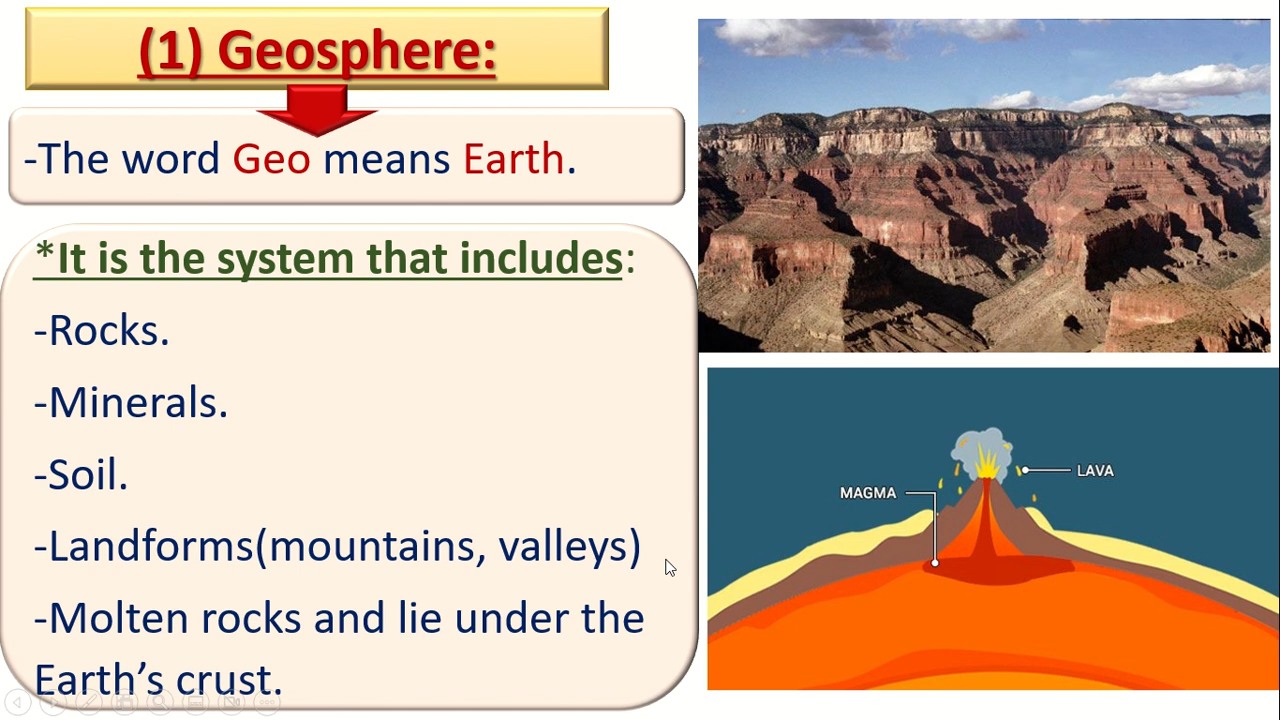 (1) Geosphere:
-The word Geo means Earth.
*It is the system that includes:
-Rocks.
-Minerals.
-Soil.
-Landforms(mountains, valleys)
-Molten rocks and lie under the
Earth’s crust.
MAGMA
LAVA